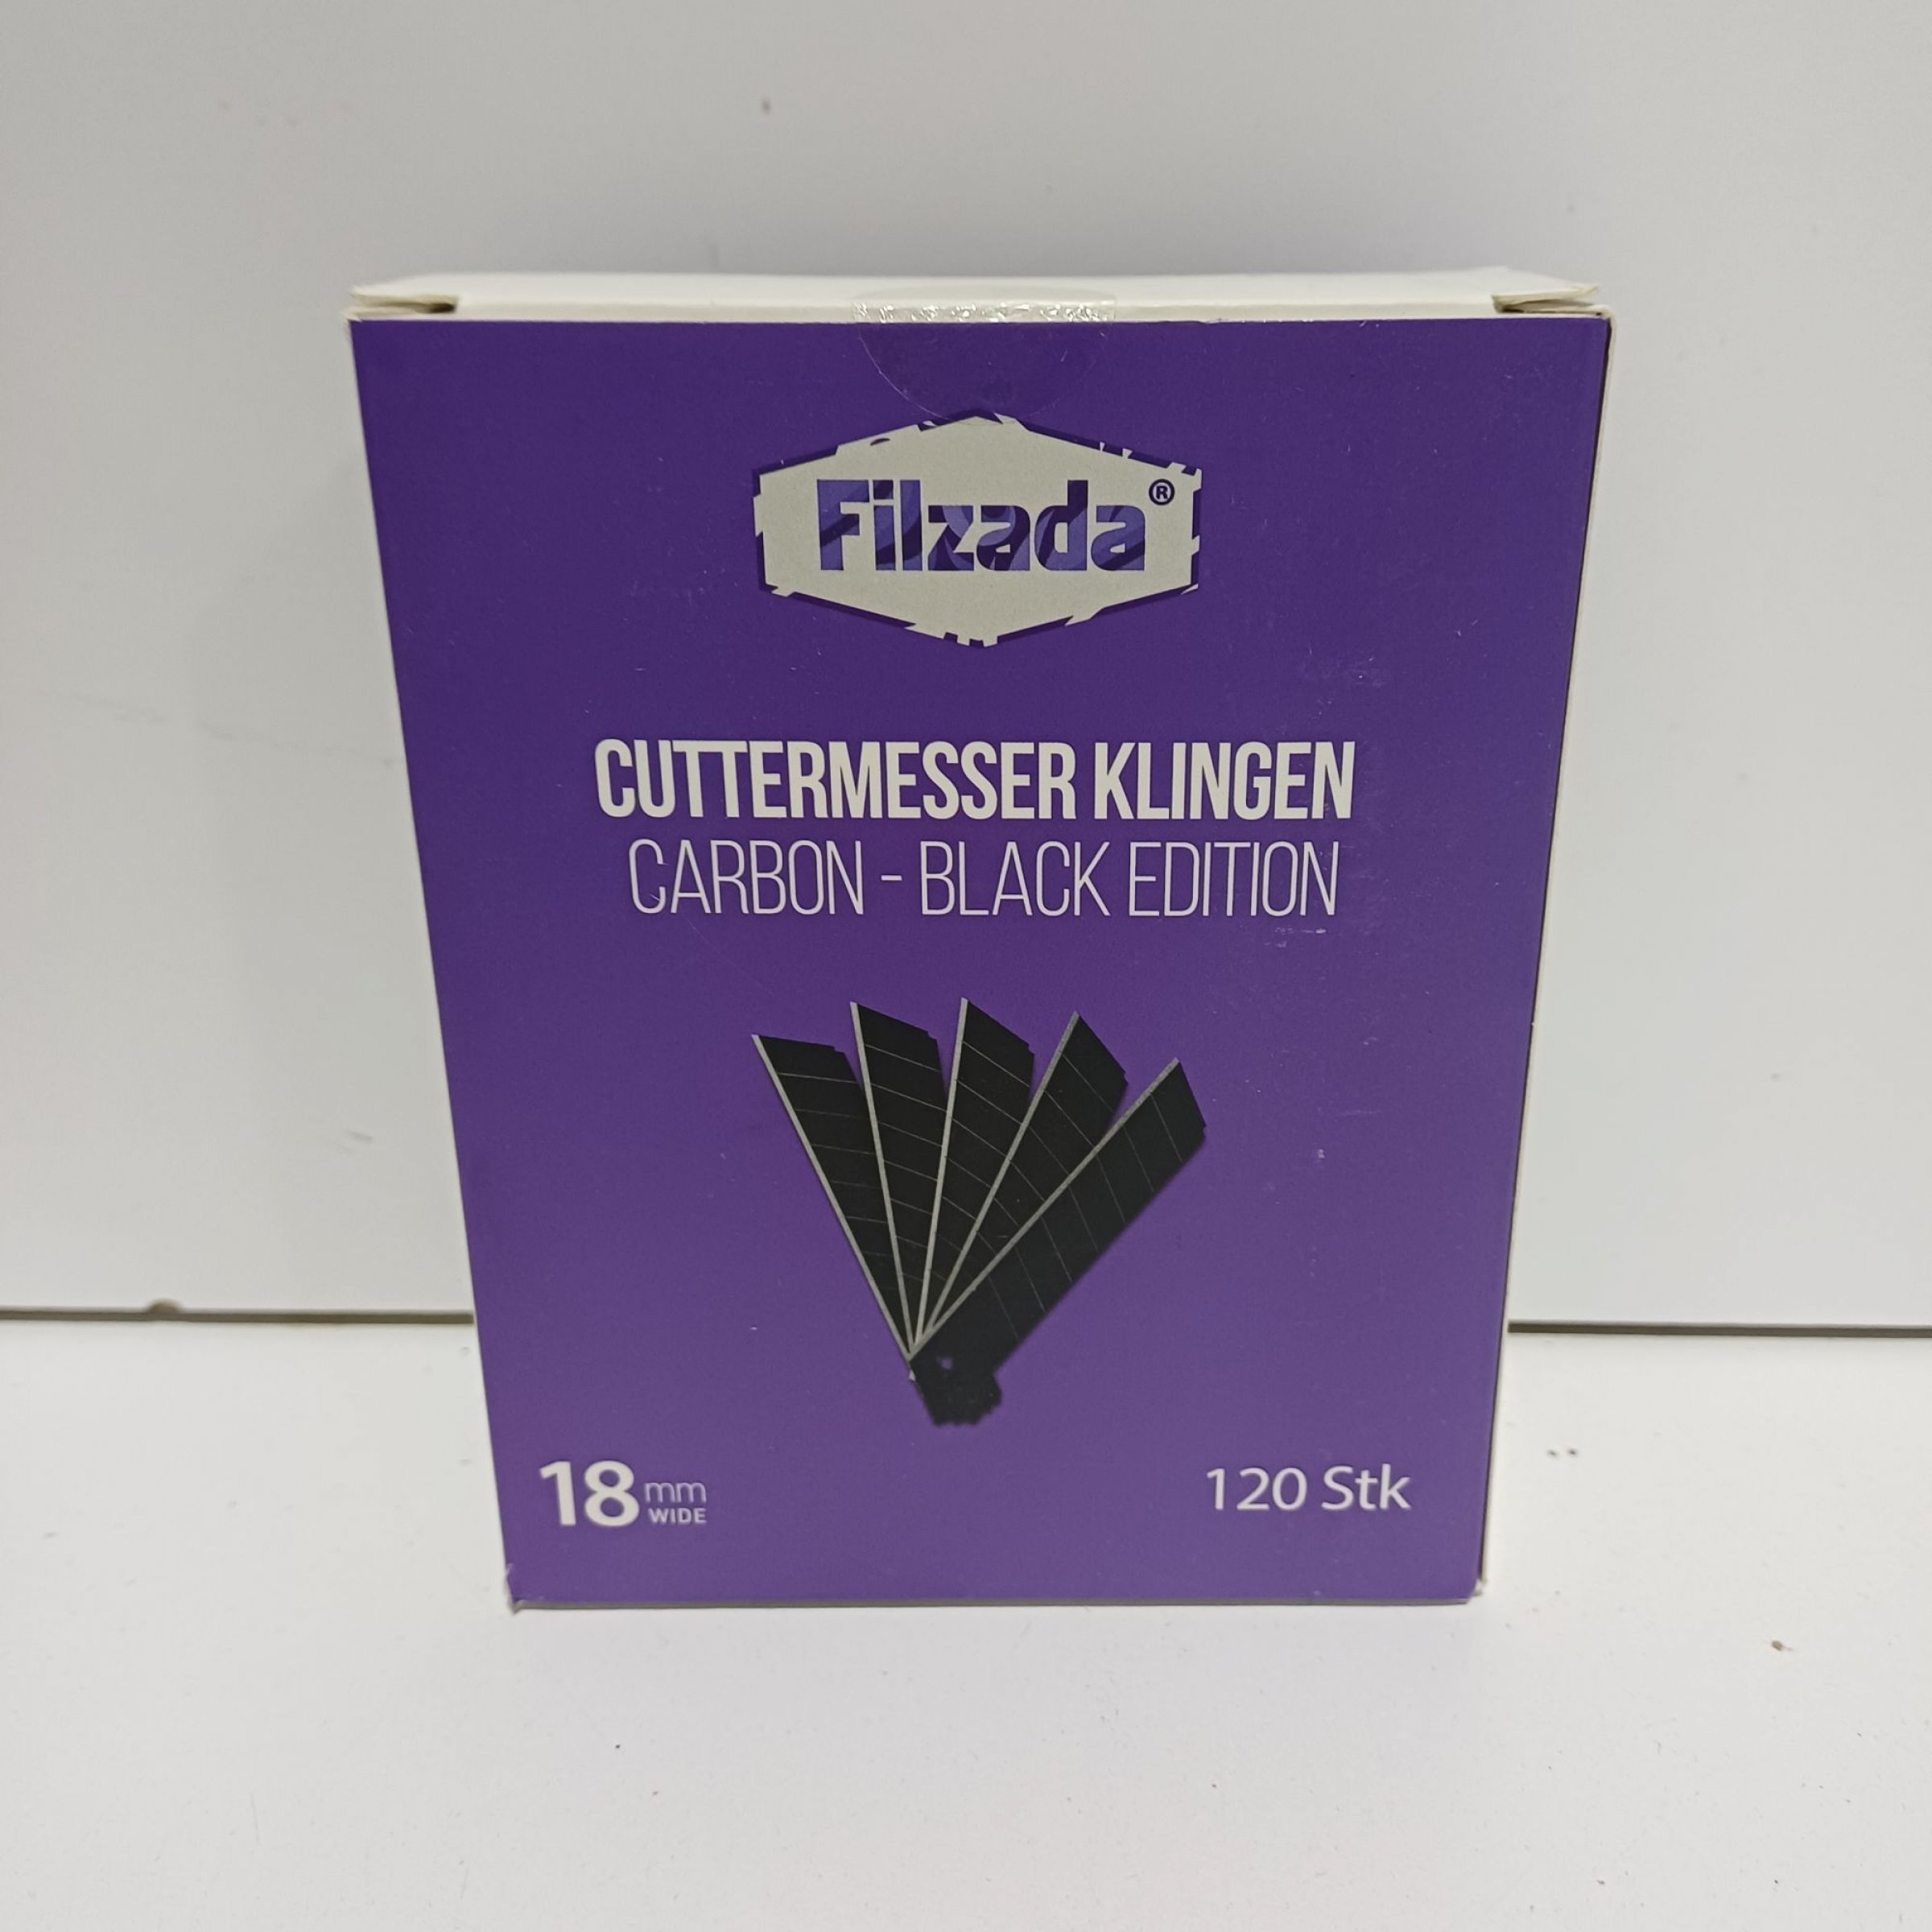 Filzada®
CUTTERMESSER KLINGEN
CARBON - BLACK EDITION
18 mm
WIDE
120 Stk